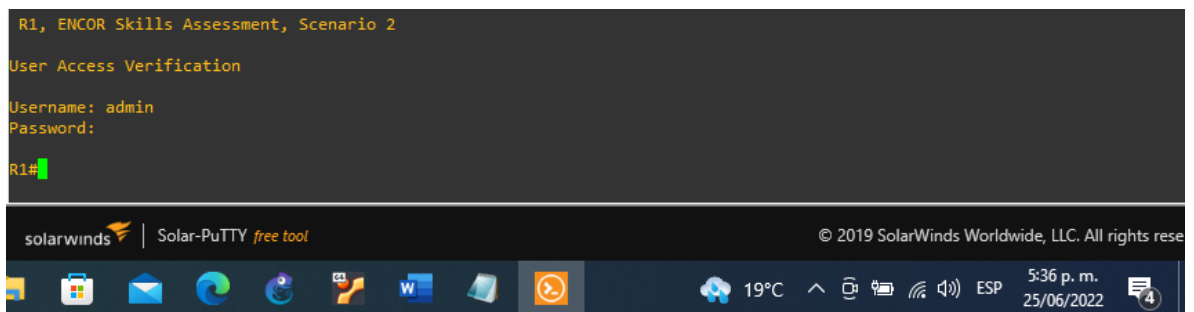 R1, ENCOR Skills Assessment, Scenario 2
User Access Verification
Username: admin
Password:
R1#
solarwinds | Solar-PuTTY free tool
© 2019 SolarWinds Worldwide, LLC. All rights rese
G4
W
19°C
ESP
5:36 p. m.
25/06/2022
4